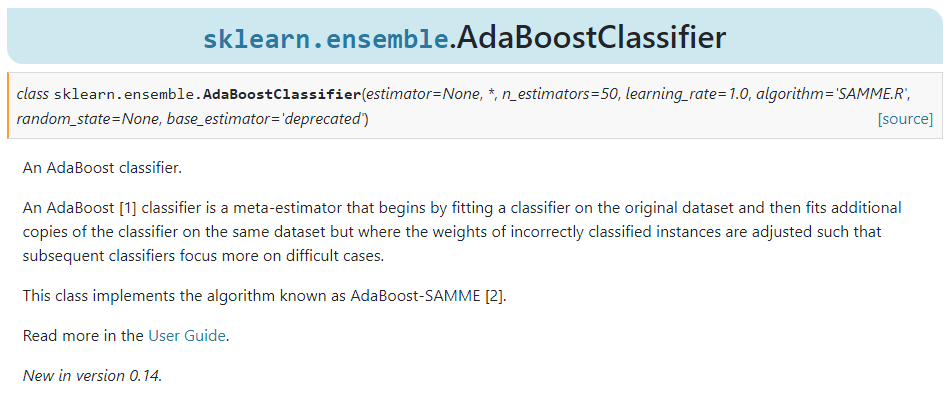 sklearn.ensemble.AdaBoostClassifier
class sklearn.ensemble.AdaBoostClassifier(estimator=None, *, n_estimators=50, learning_rate=1.0, algorithm='SAMME.R',
random_state=None, base_estimator='deprecated') [source]
An AdaBoost classifier.
An AdaBoost [1] classifier is a meta-estimator that begins by fitting a classifier on the original dataset and then fits additional
copies of the classifier on the same dataset but where the weights of incorrectly classified instances are adjusted such that
subsequent classifiers focus more on difficult cases.
This class implements the algorithm known as AdaBoost-SAMME [2].
Read more in the User Guide.
New in version 0.14.